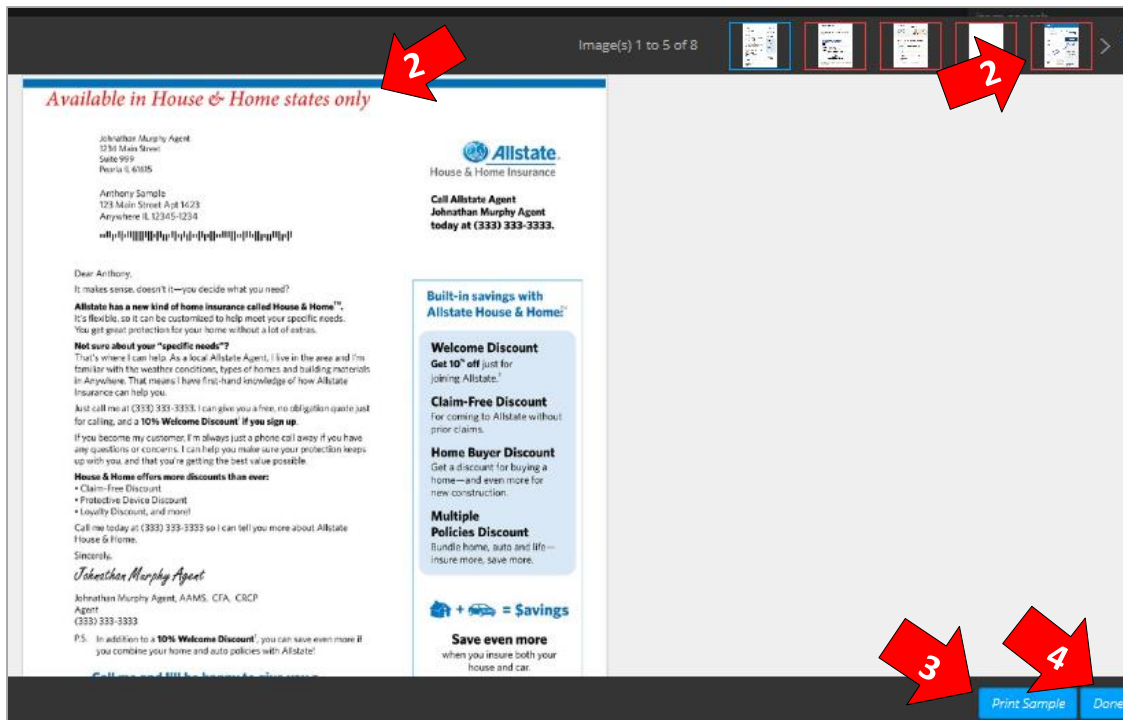 Image(s) 1 to 5 of 8
2
2
Available in House & Home states only
Johnathan Murphy Agent
1234 Main Street
Suite 999
Peoria IL 61615
Allstate.
House & Home Insurance
Anthony Sample
123 Main Street Apt 1423
Anywhere IL 12345-1234
Call Allstate Agent
Johnathan Murphy Agent
today at (333) 333-3333.
Dear Anthony,
It makes sense, doesn't it—you decide what you need?
Allstate has a new kind of home insurance called House & Home™.
It's flexible, so it can be customized to help meet your specific needs.
You get great protection for your home without a lot of extras.
Not sure about your "specific needs"?
That's where I can help. As a local Allstate Agent, I live in the area and I'm
familiar with the weather conditions, types of homes and building materials
in Anywhere. That means I have first-hand knowledge of how Allstate
Insurance can help you.
Just call me at (333) 333-3333. I can give you a free, no obligation quote just
for calling, and a 10% Welcome Discount† if you sign up.
If you become my customer, I'm always just a phone call away if you have
any questions or concerns. I can help you make sure your protection keeps
up with you, and that you're getting the best value possible.
House & Home offers more discounts than ever:
• Claim-Free Discount
• Protective Device Discount
• Loyalty Discount, and more!
Call me today at (333) 333-3333 so I can tell you more about Allstate
House & Home.
Sincerely,
Johnathan Murphy Agent
Johnathan Murphy Agent, AAMS, CFA, CRCP
Agent
(333) 333-3333
P.S. In addition to a 10% Welcome Discount†, you can save even more if
you combine your home and auto policies with Allstate!
Built-in savings with
Allstate House & Home:™
Welcome Discount
Get 10% off just for
joining Allstate.†
Claim-Free Discount
For coming to Allstate without
prior claims.
Home Buyer Discount
Get a discount for buying a
home—and even more for
new construction.
Multiple
Policies Discount
Bundle home, auto and life—
insure more, save more.
+ = $avings
Save even more
when you insure both your
house and car.
3
4
Print Sample
Done